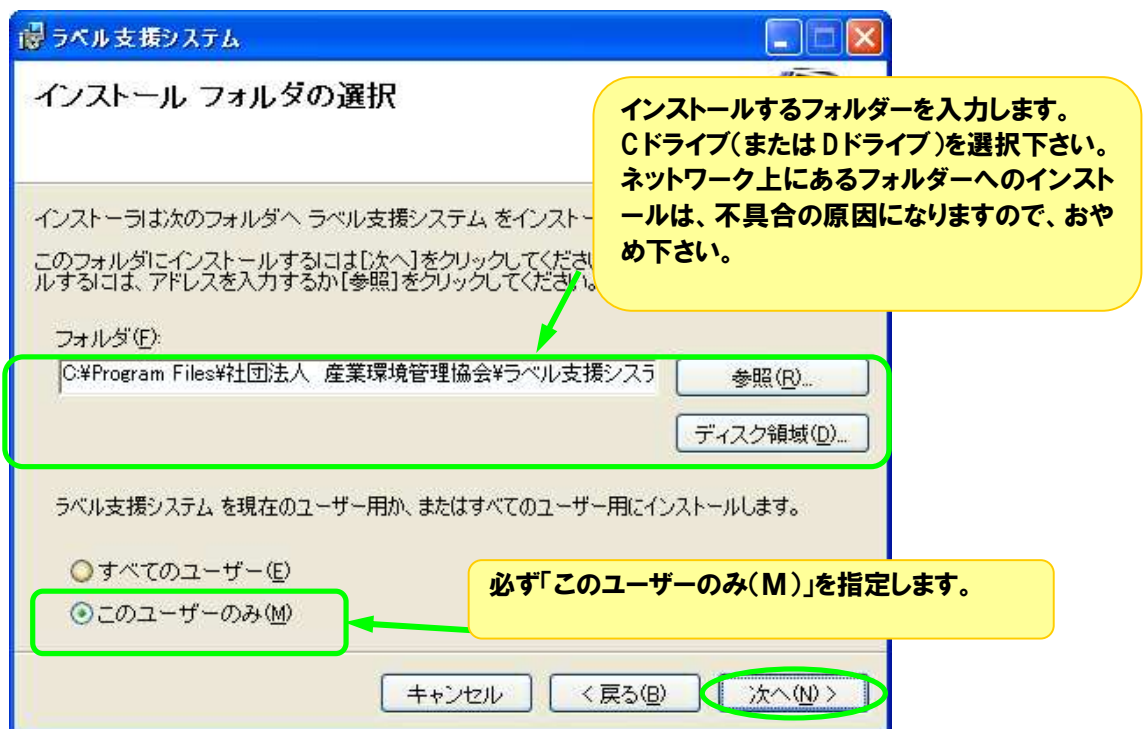 ラベル支援システム
インストール フォルダの選択
インストールするフォルダーを入力します。
Cドライブ(または Dドライブ)を選択下さい。
ネットワーク上にあるフォルダーへのインスト
ールは、不具合の原因になりますので、おや
め下さい。
インストーラは次のフォルダへ ラベル支援システム をインストー
このフォルダにインストールするには[次へ]をクリックしてくださ
ルするには、アドレスを入力するか[参照]をクリックしてください。
フォルダ(F):
C:¥Program Files¥社団法人 産業環境管理協会¥ラベル支援シス
参照(R)...
ディスク領域(D)...
ラベル支援システム を現在のユーザー用か、またはすべてのユーザー用にインストールします。
すべてのユーザー(E)
必ず「このユーザーのみ(M)」を指定します。
このユーザーのみ(M)
キャンセル
< 戻る(B)
次へ(N) >